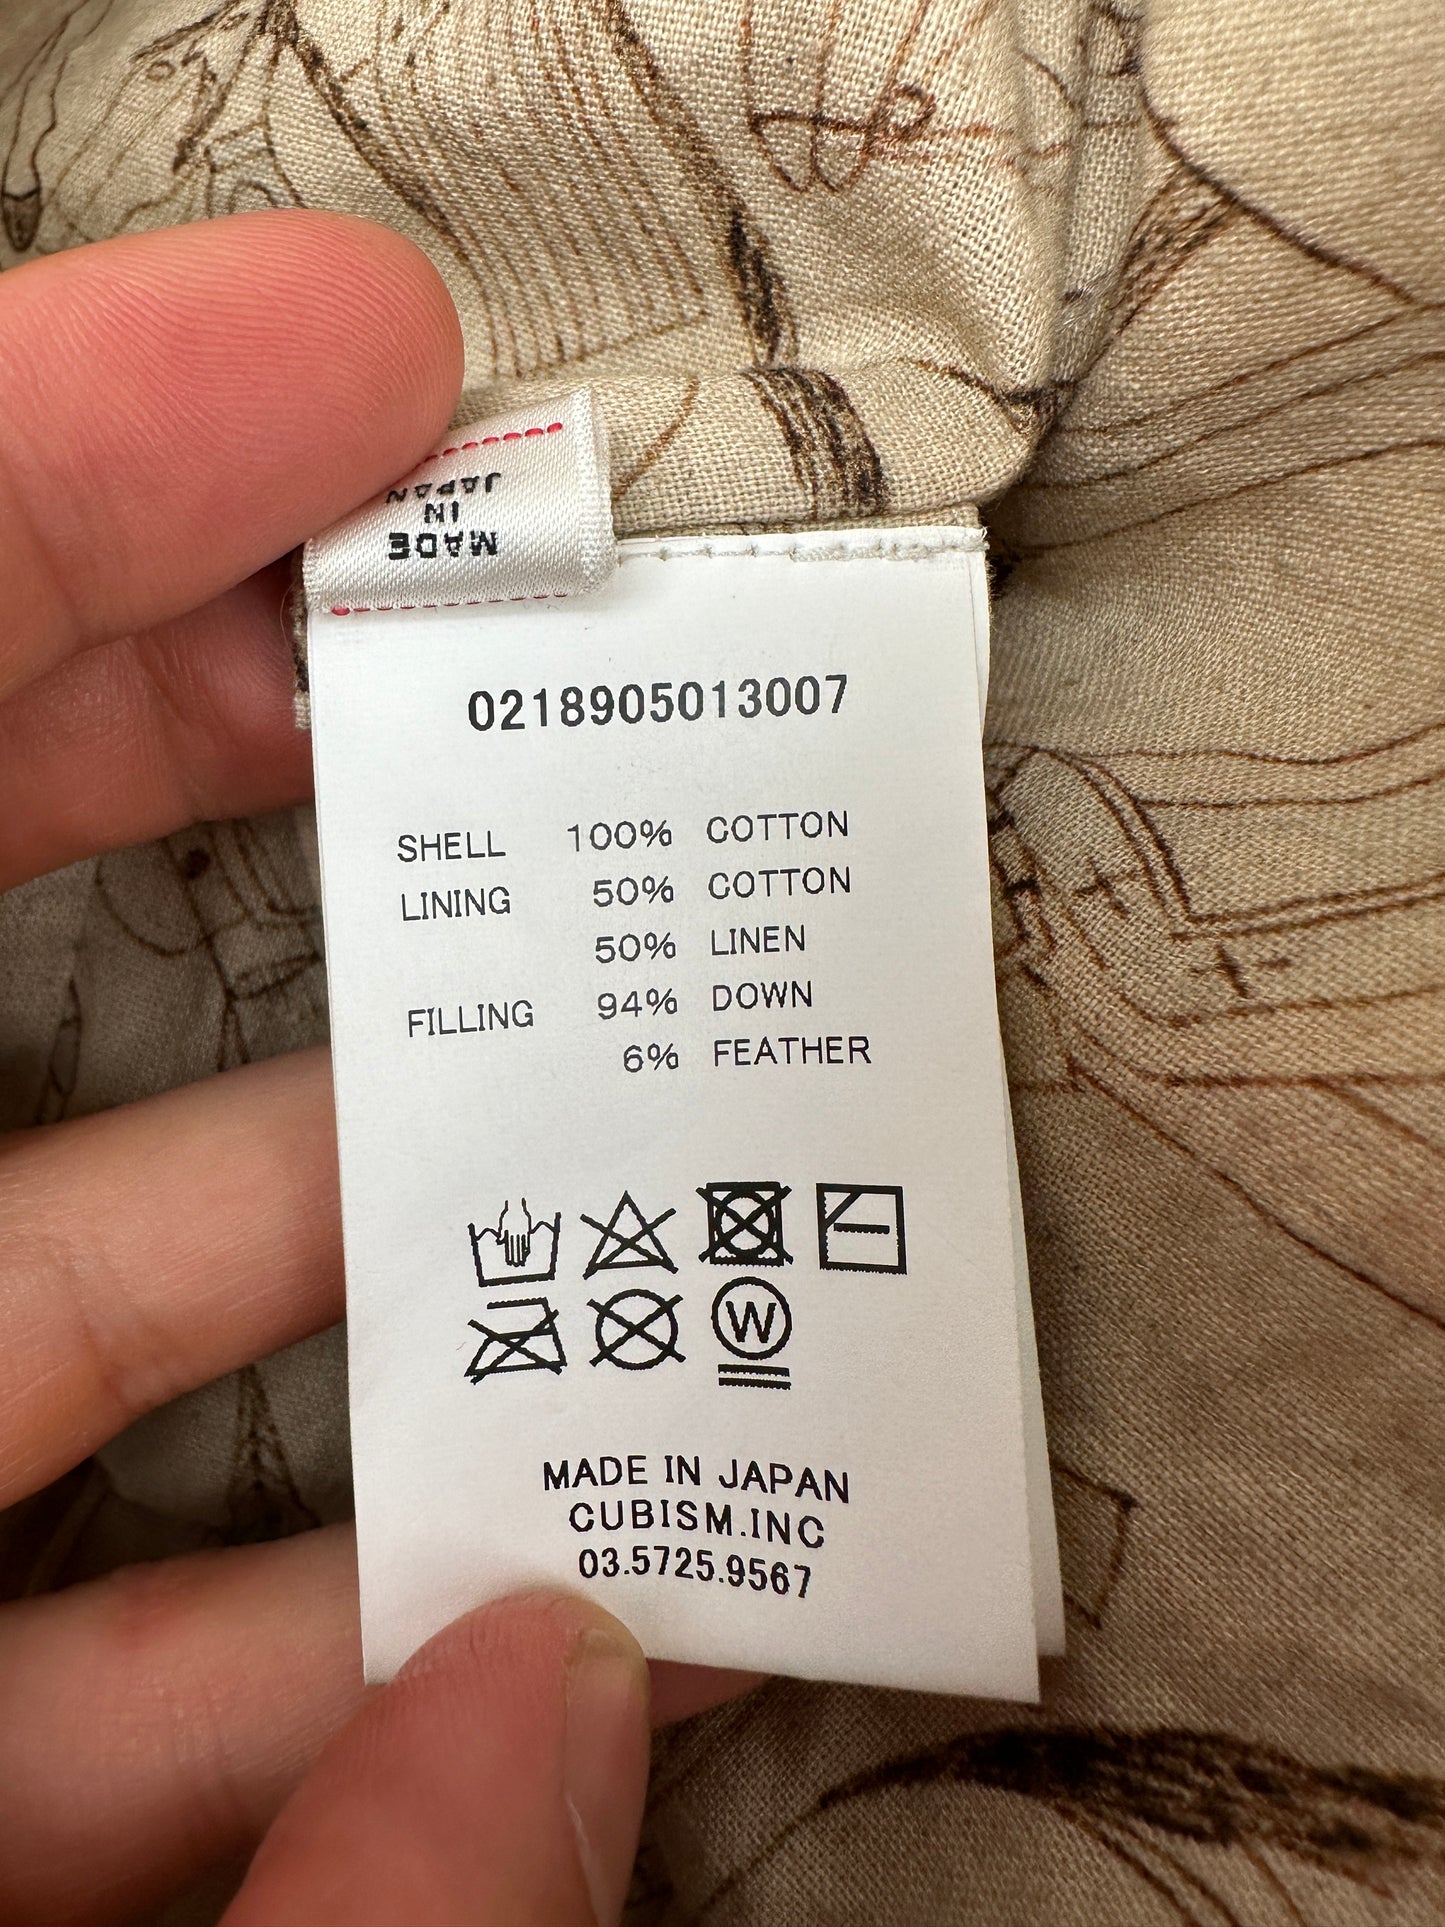 MADE
IN
JAPAN
0218905013007
SHELL 100% COTTON
LINING 50% COTTON
50% LINEN
FILLING 94% DOWN
6% FEATHER
W
MADE IN JAPAN
CUBISM.INC
03.5725.9567